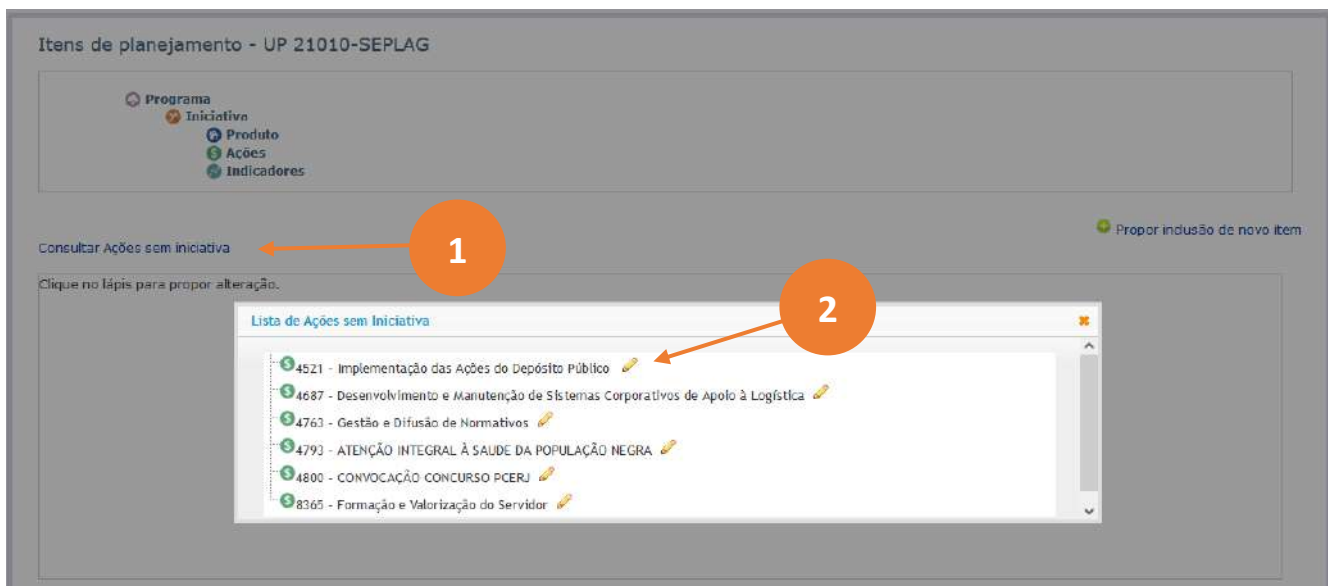 Itens de planejamento - UP 21010-SEPLAG
Programa
Iniciativa
Produto
Ações
Indicadores
Propor inclusão de novo item
Consultar Ações sem iniciativa
1
Clique no lápis para propor alteração.
2
Lista de Ações sem Iniciativa
4521 - Implementação das Ações do Depósito Público
4687 - Desenvolvimento e Manutenção de Sistemas Corporativos de Apoio à Logística
4763 - Gestão e Difusão de Normativos
4793 - ATENÇÃO INTEGRAL À SAUDE DA POPULAÇÃO NEGRA
4800 - CONVOCAÇÃO CONCURSO PCERJ
8365 - Formação e Valorização do Servidor